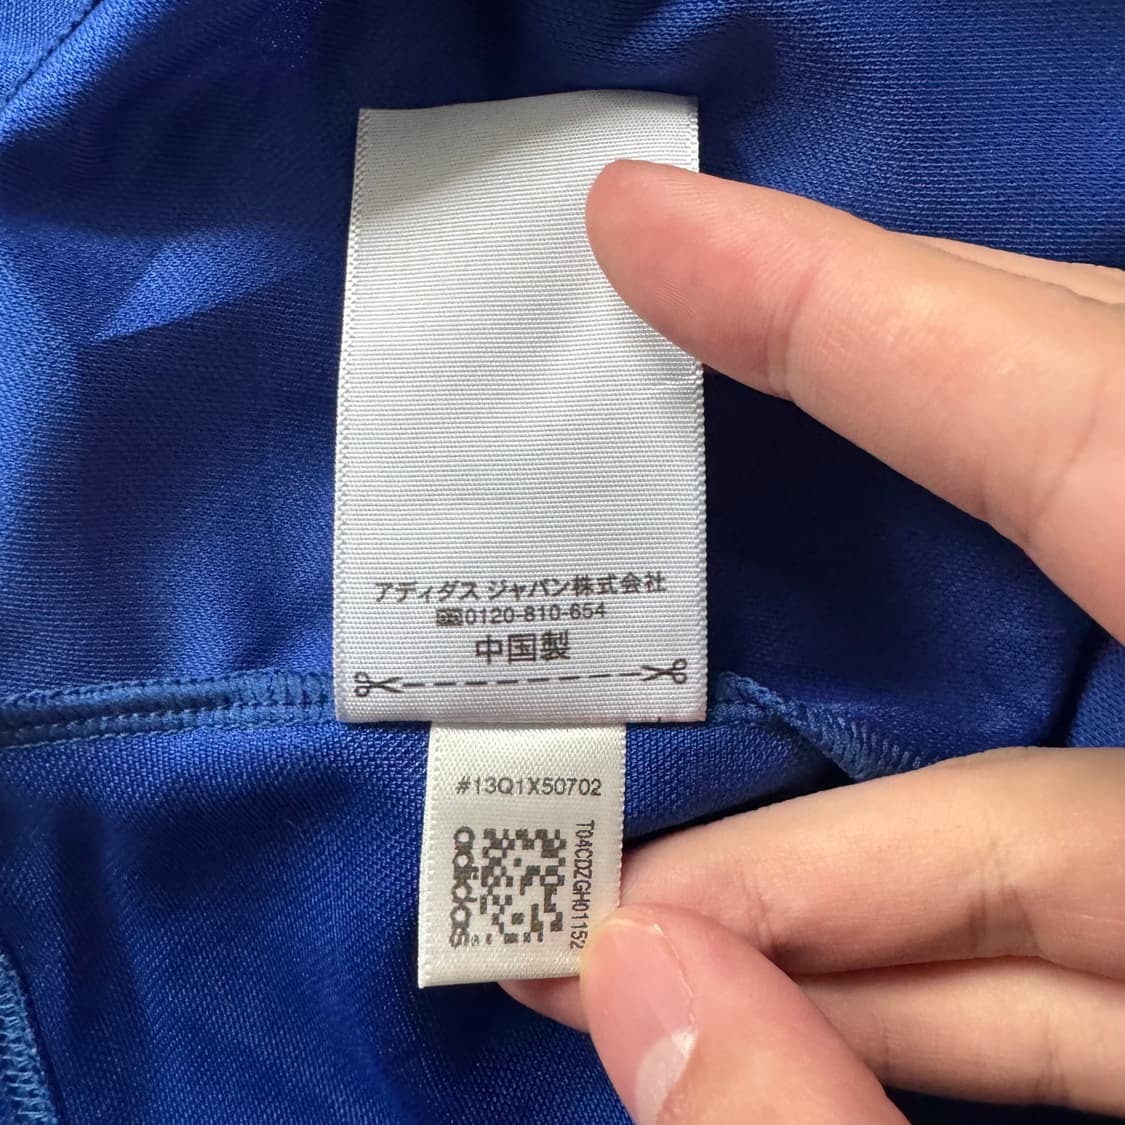 アディダス ジャパン株式会社
0120-810-654
中国製
#13Q1X50702
T04CDZGH01152
adidas